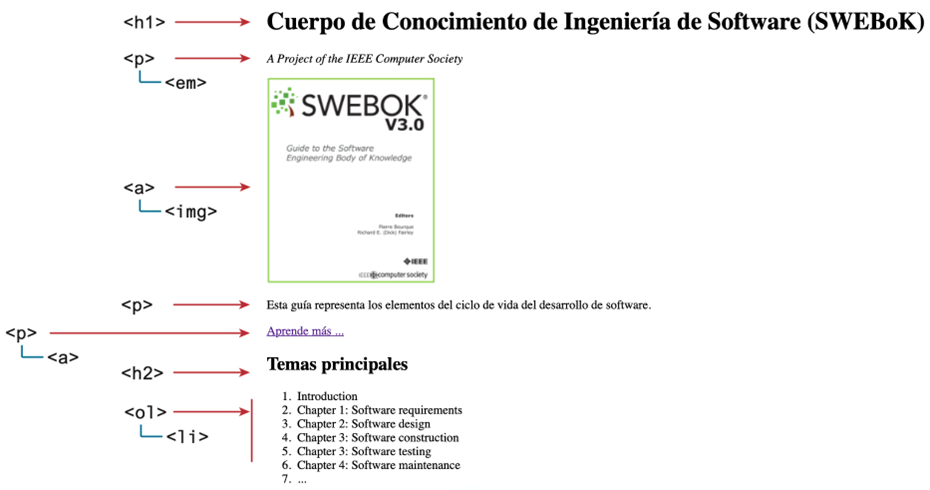 <h1> Cuerpo de Conocimiento de Ingeniería de Software (SWEBoK)
<p> A Project of the IEEE Computer Society
<em>
SWEBOK®
V3.0
Guide to the Software
Engineering Body of Knowledge
<a>
<img>
Editors
Pierre Bourque
Richard E. (Dick) Fairley
IEEE
IEEE computer society
<p> Esta guía representa los elementos del ciclo de vida del desarrollo de software.
<p> Aprende más ...
<a>
<h2> Temas principales
<ol>
<li>
1. Introduction
2. Chapter 1: Software requirements
3. Chapter 2: Software design
4. Chapter 3: Software construction
5. Chapter 3: Software testing
6. Chapter 4: Software maintenance
7. ...